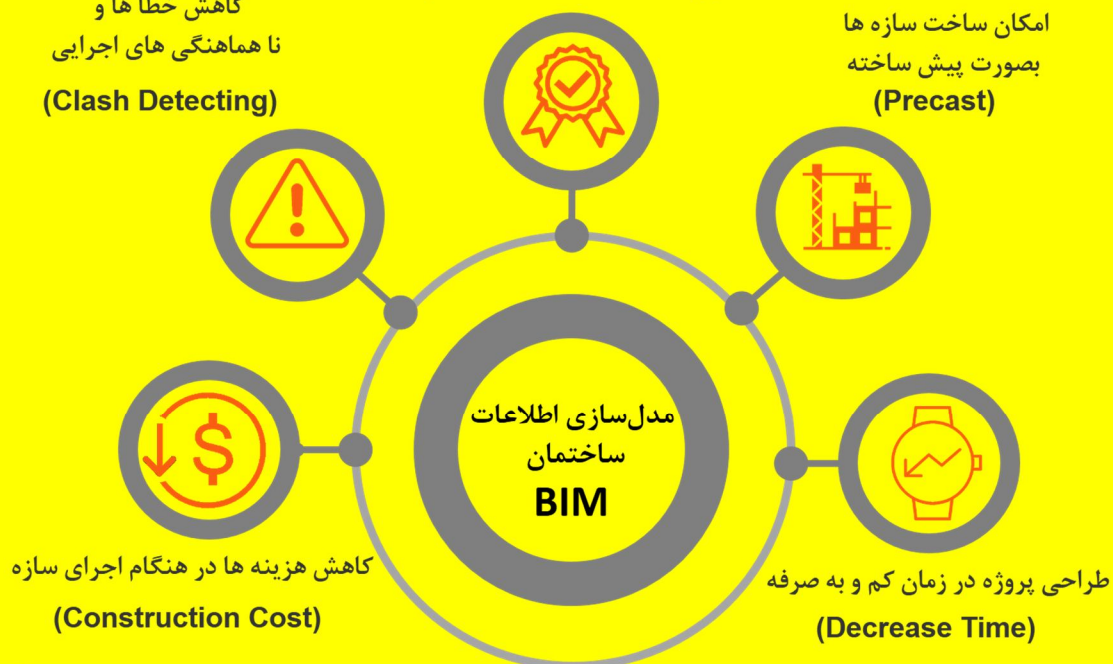 کاهش خطا ها و
نا هماهنگی های اجرایی
(Clash Detecting)
امکان ساخت سازه ها
بصورت پیش ساخته
(Precast)
مدل‌سازی اطلاعات
ساختمان
BIM
کاهش هزینه ها در هنگام اجرای سازه
(Construction Cost)
طراحی پروژه در زمان کم و به صرفه
(Decrease Time)